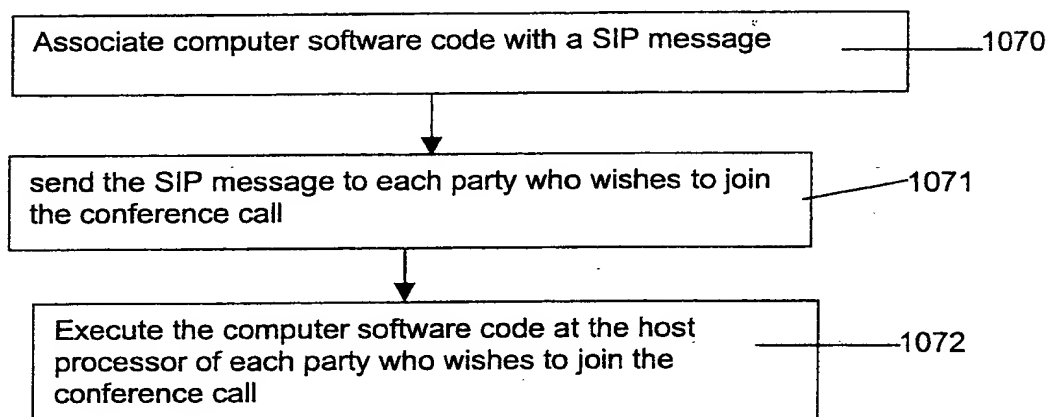 Associate computer software code with a SIP message
1070
send the SIP message to each party who wishes to join
the conference call
1071
Execute the computer software code at the host
processor of each party who wishes to join the
conference call
1072